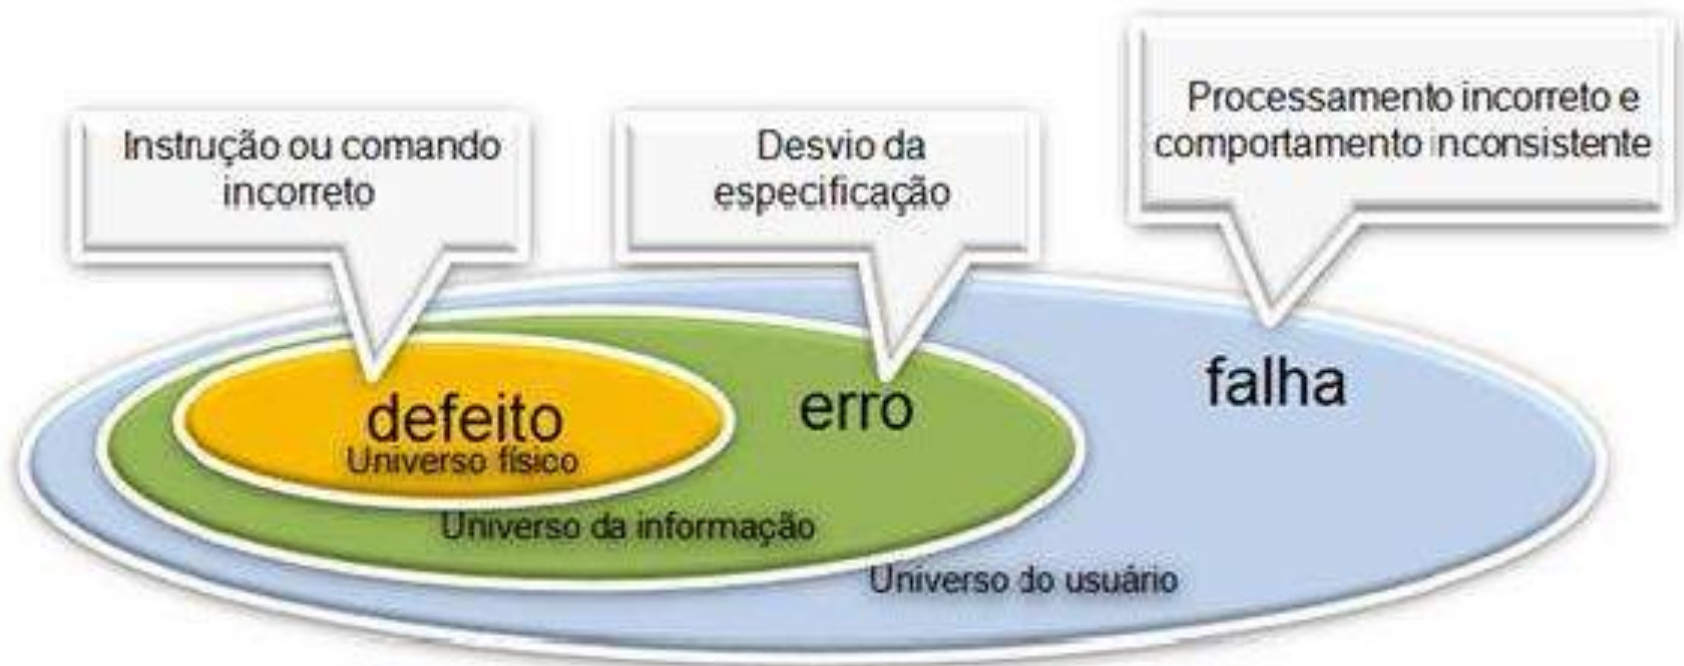 Instrução ou comando
incorreto
Desvio da
especificação
Processamento incorreto e
comportamento inconsistente
defeito
Universo físico
erro
falha
Universo da informação
Universo do usuário